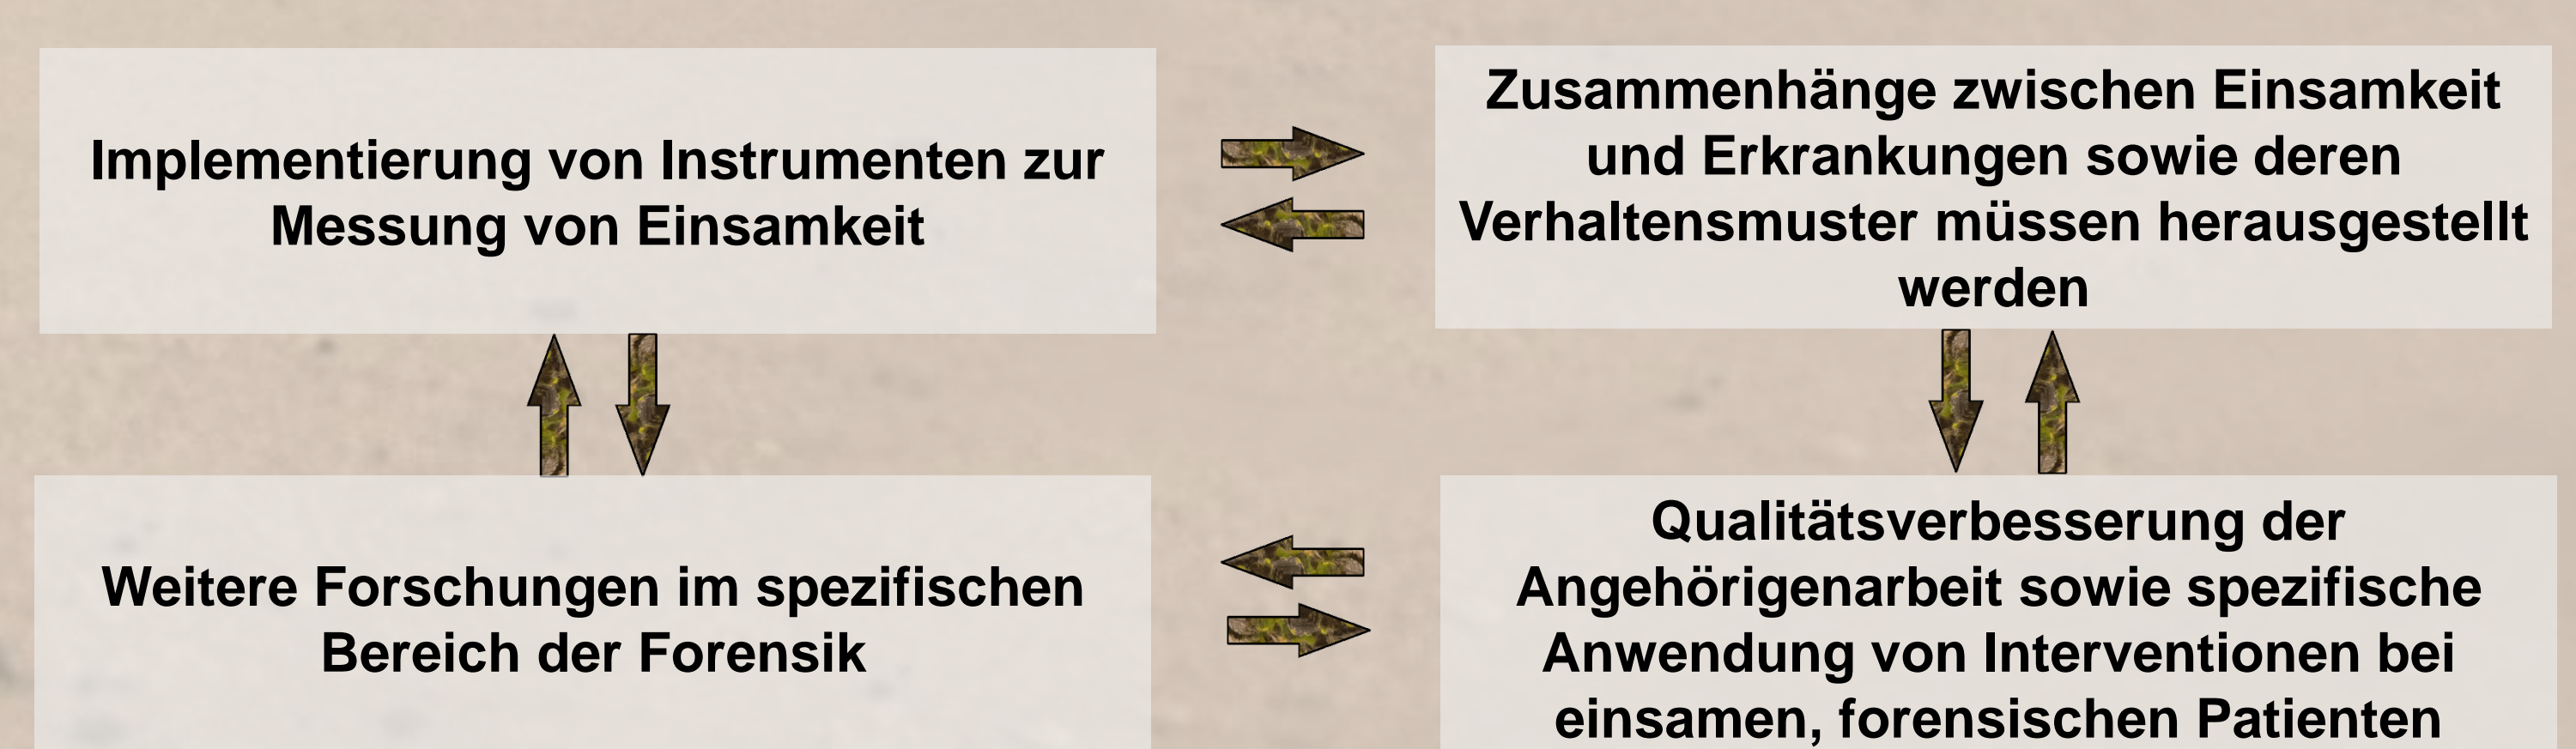 Implementierung von Instrumenten zur
Messung von Einsamkeit
Zusammenhänge zwischen Einsamkeit
und Erkrankungen sowie deren
Verhaltensmuster müssen herausgestellt
werden
Weitere Forschungen im spezifischen
Bereich der Forensik
Qualitätsverbesserung der
Angehörigenarbeit sowie spezifische
Anwendung von Interventionen bei
einsamen, forensischen Patienten